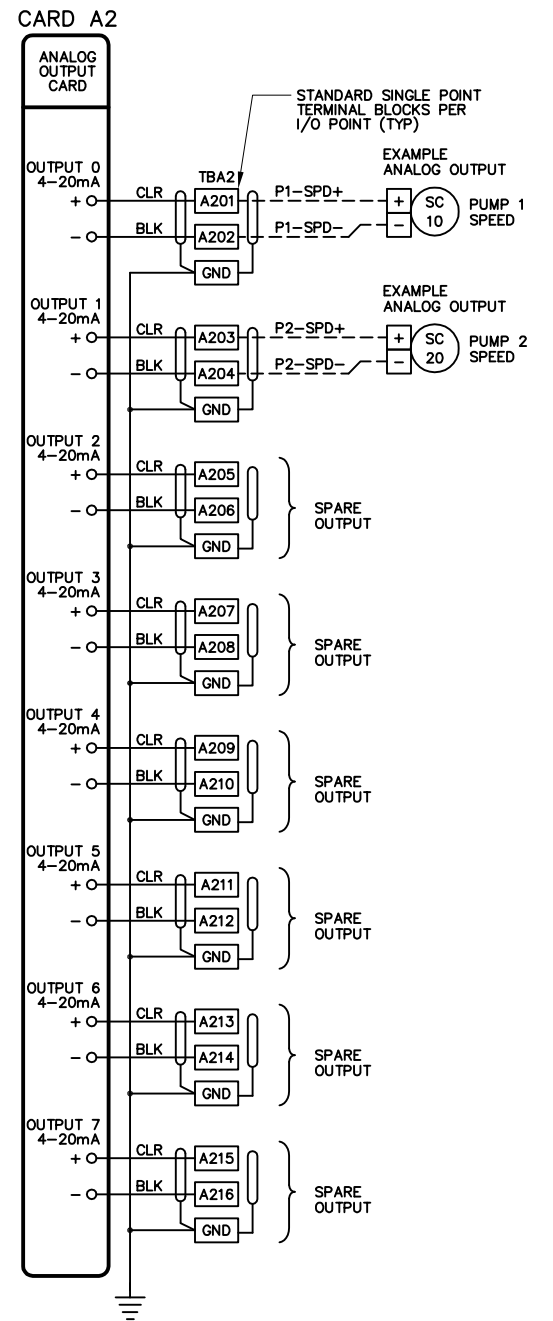 CARD A2
ANALOG
OUTPUT
CARD
STANDARD SINGLE POINT
TERMINAL BLOCKS PER
I/O POINT (TYP)
OUTPUT 0
4-20mA
TBA2
EXAMPLE
ANALOG OUTPUT
+ CLR A201 P1-SPD+ + SC
10 PUMP 1
SPEED
- BLK A202 P1-SPD- -
GND
OUTPUT 1
4-20mA
EXAMPLE
ANALOG OUTPUT
+ CLR A203 P2-SPD+ + SC
20 PUMP 2
SPEED
- BLK A204 P2-SPD- -
GND
OUTPUT 2
4-20mA
+ CLR A205
- BLK A206
SPARE
OUTPUT
GND
OUTPUT 3
4-20mA
+ CLR A207
- BLK A208
SPARE
OUTPUT
GND
OUTPUT 4
4-20mA
+ CLR A209
- BLK A210
SPARE
OUTPUT
GND
OUTPUT 5
4-20mA
+ CLR A211
- BLK A212
SPARE
OUTPUT
GND
OUTPUT 6
4-20mA
+ CLR A213
- BLK A214
SPARE
OUTPUT
GND
OUTPUT 7
4-20mA
+ CLR A215
- BLK A216
SPARE
OUTPUT
GND